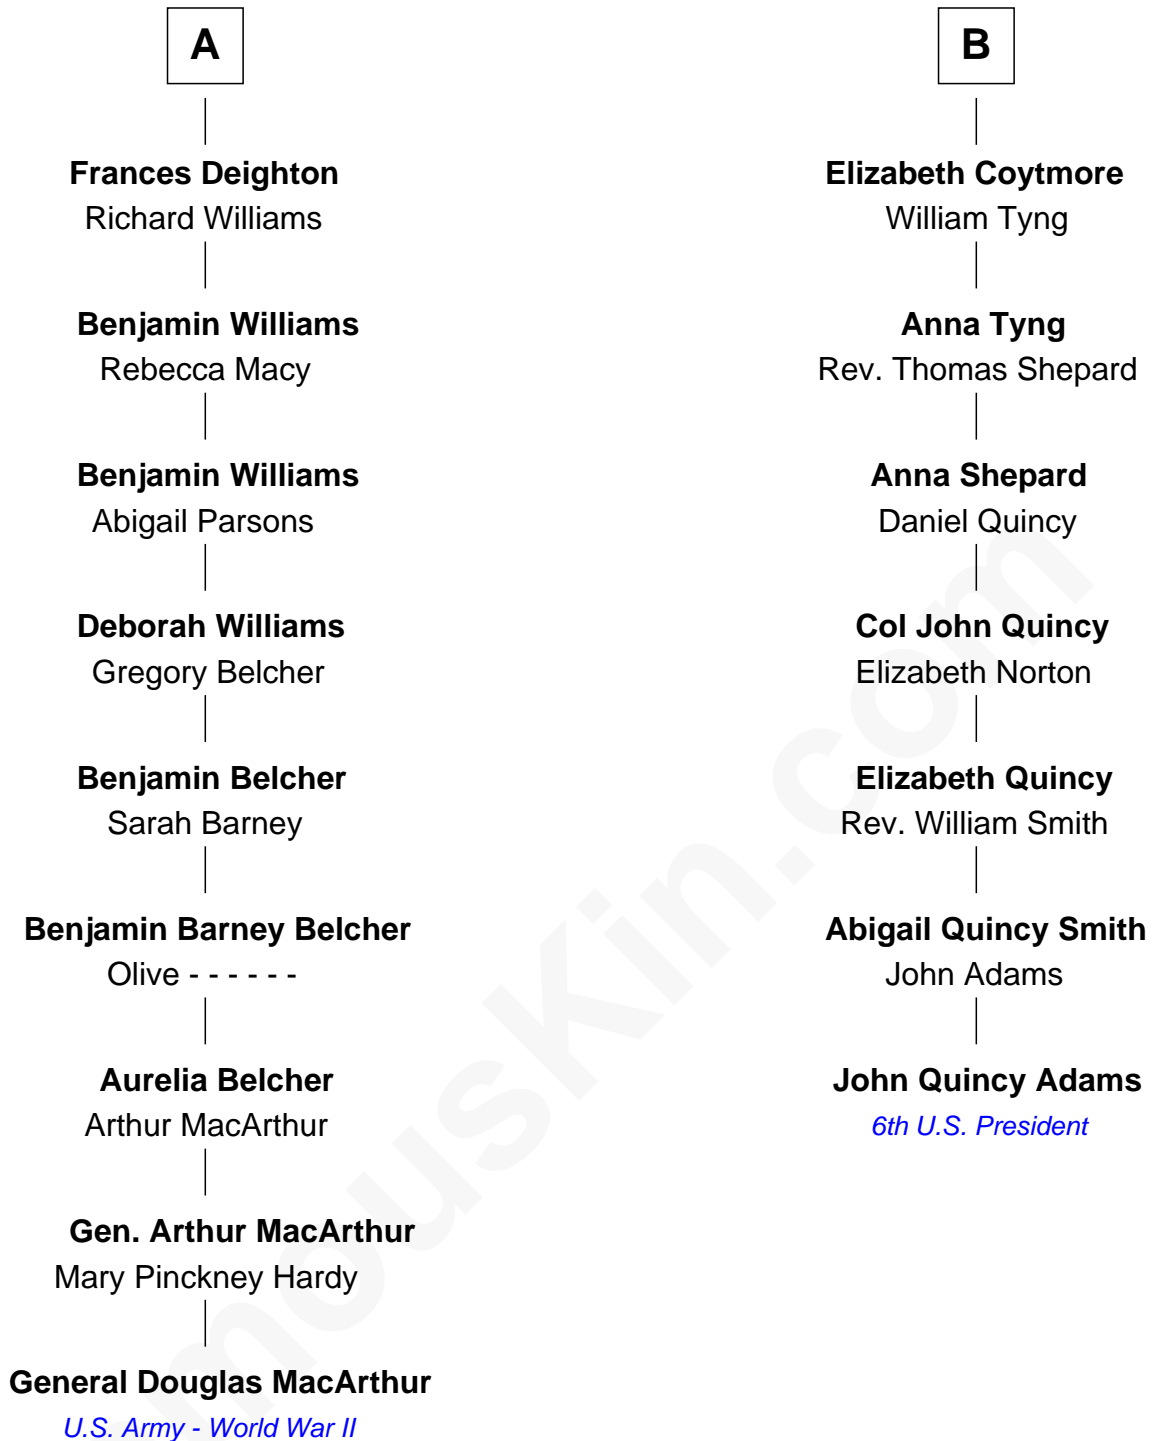 A
Frances Deighton
Richard Williams
Benjamin Williams
Rebecca Macy
Benjamin Williams
Abigail Parsons
Deborah Williams
Gregory Belcher
Benjamin Belcher
Sarah Barney
Benjamin Barney Belcher
Olive - - - - - -
Aurelia Belcher
Arthur MacArthur
Gen. Arthur MacArthur
Mary Pinckney Hardy
General Douglas MacArthur
U.S. Army - World War II
B
Elizabeth Coytmore
William Tyng
Anna Tyng
Rev. Thomas Shepard
Anna Shepard
Daniel Quincy
Col John Quincy
Elizabeth Norton
Elizabeth Quincy
Rev. William Smith
Abigail Quincy Smith
John Adams
John Quincy Adams
6th U.S. President
mousKin.com